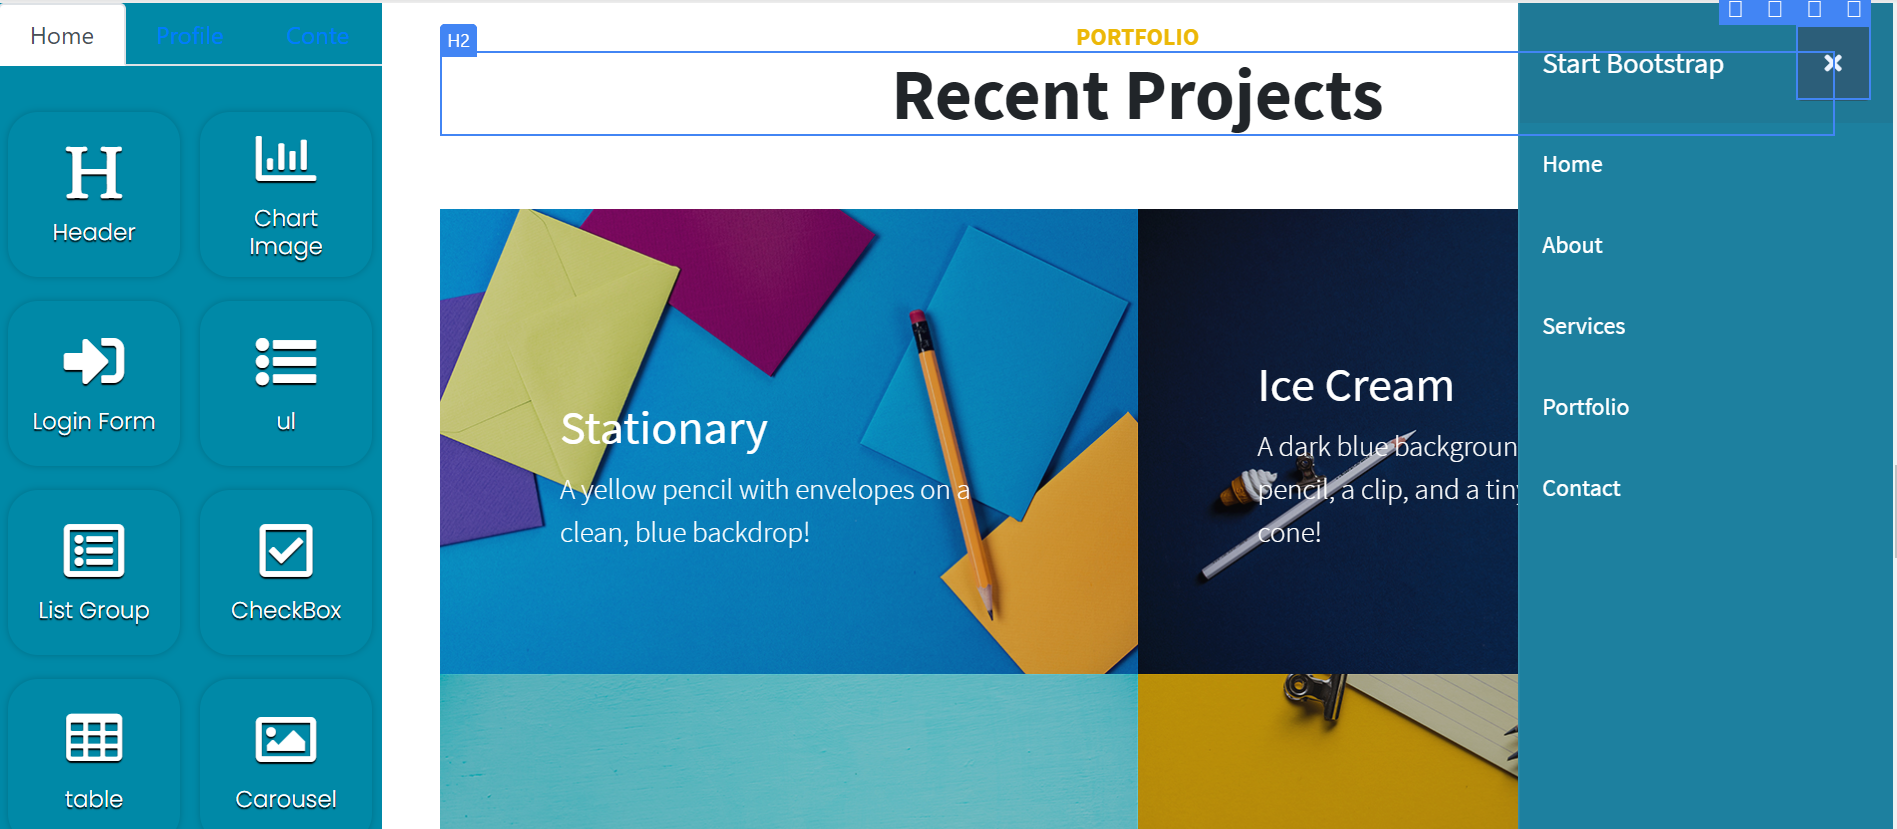 Home
Profile
Conte
H
Header
Chart
Image
Login Form
ul
List Group
CheckBox
table
Carousel
H2
PORTFOLIO
Recent Projects
Stationary
A yellow pencil with envelopes on a
clean, blue backdrop!
Ice Cream
A dark blue backgroun
pencil, a clip, and a tiny
cone!
Start Bootstrap
Home
About
Services
Portfolio
Contact